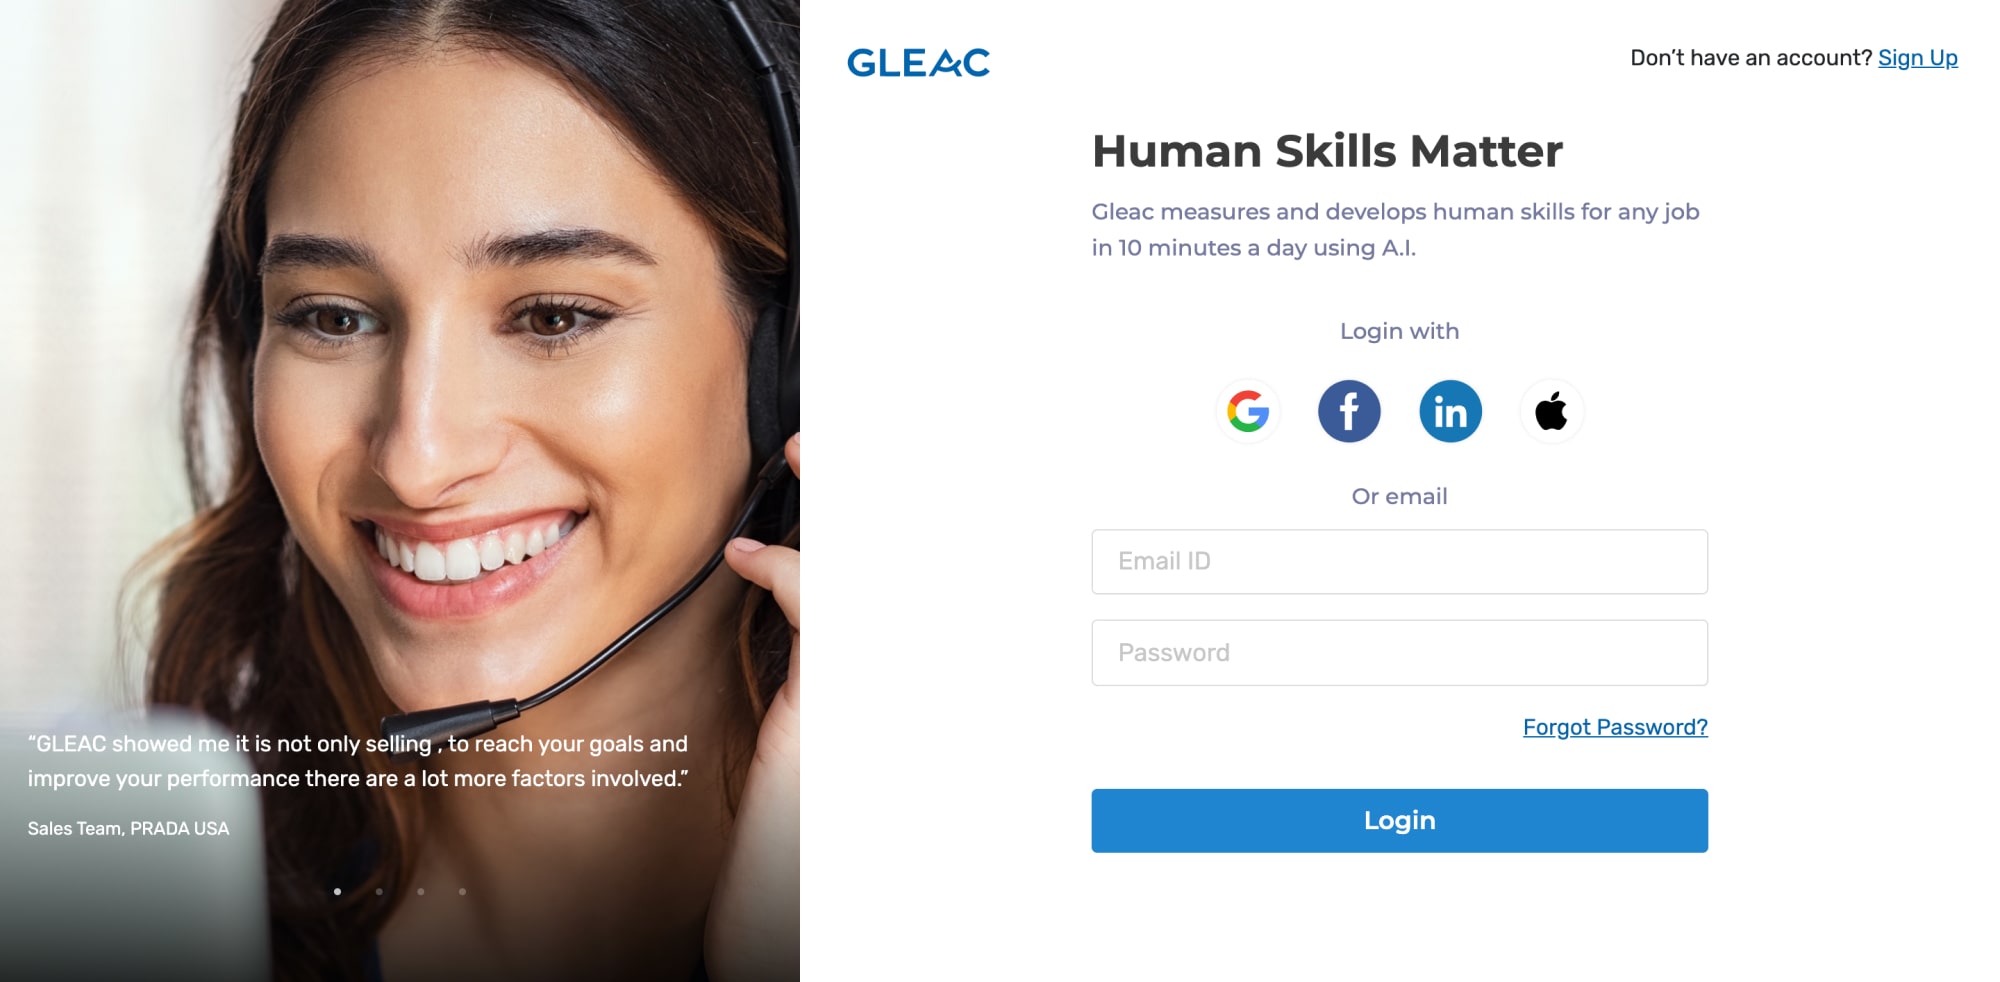 GLEAC
Don’t have an account? Sign Up
Human Skills Matter
Gleac measures and develops human skills for any job
in 10 minutes a day using A.I.
Login with
Or email
Email ID
Password
Forgot Password?
Login
“GLEAC showed me it is not only selling , to reach your goals and
improve your performance there are a lot more factors involved.”
Sales Team, PRADA USA